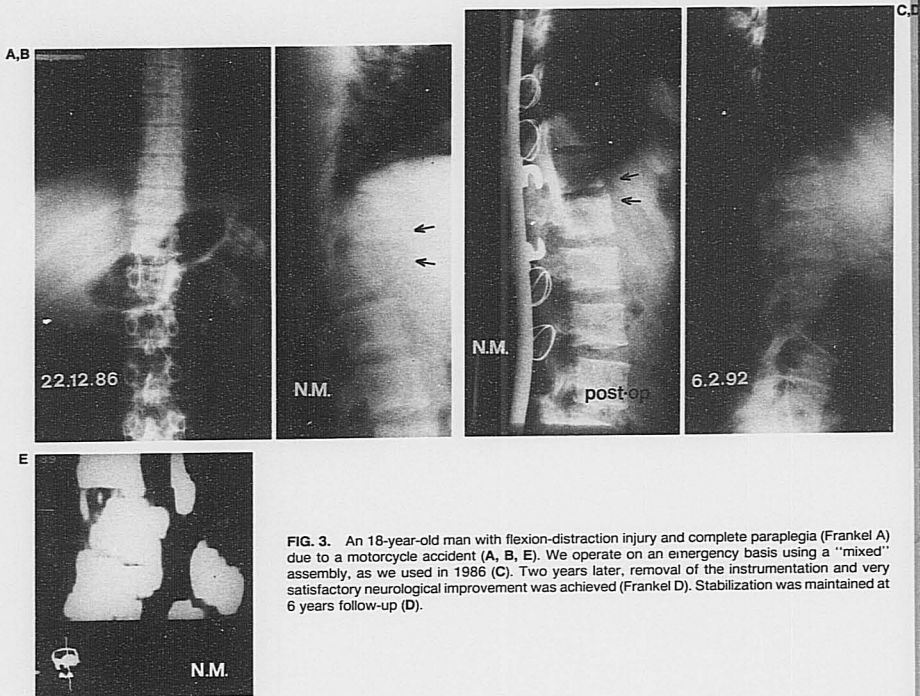 A,B
C,D
22.12.86
N.M.
N.M.
post-op
6.2.92
E
89
N.M.
FIG. 3. An 18-year-old man with flexion-distraction injury and complete paraplegia (Frankel A)
due to a motorcycle accident (A, B, E). We operate on an emergency basis using a "mixed"
assembly, as we used in 1986 (C). Two years later, removal of the instrumentation and very
satisfactory neurological improvement was achieved (Frankel D). Stabilization was maintained at
6 years follow-up (D).